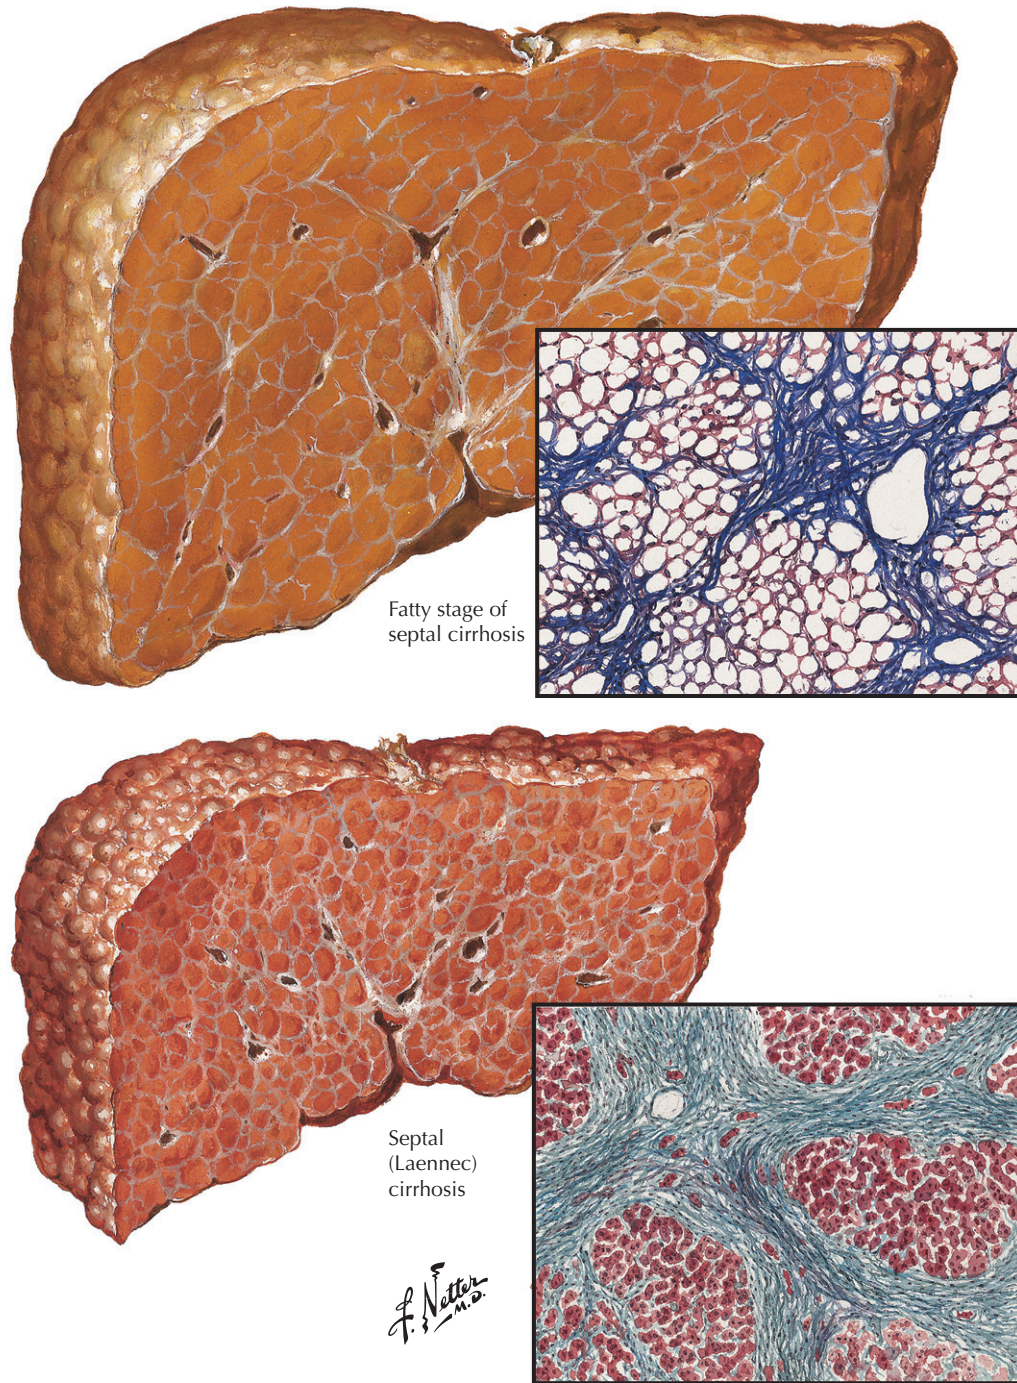 Fatty stage of
septal cirrhosis
Septal
(Laennec)
cirrhosis
F. Netter
M.D.